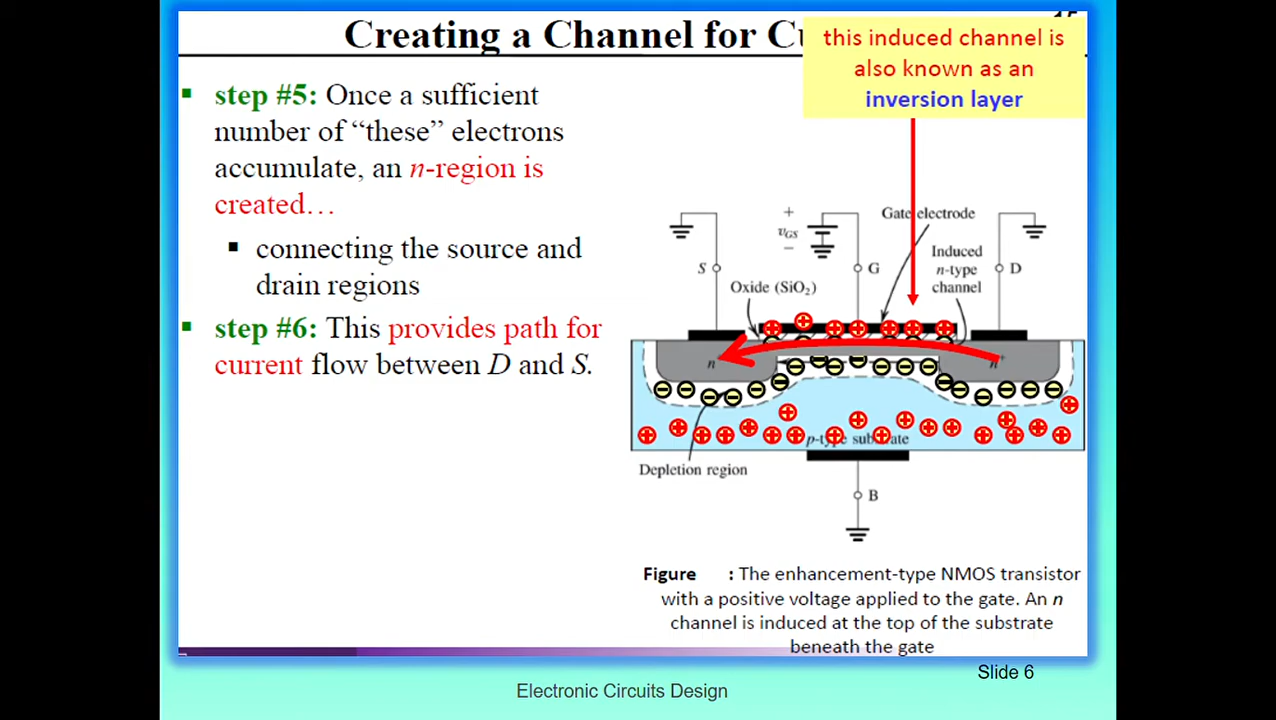 Creating a Channel for Cu
this induced channel is
also known as an
inversion layer
▪ step #5: Once a sufficient
number of “these” electrons
accumulate, an n-region is
created…
▪ connecting the source and
drain regions
▪ step #6: This provides path for
current flow between D and S.
+
vGS
−
Gate electrode
S
G
D
Induced
n-type
channel
Oxide (SiO2)
n
n+
p-type substrate
Depletion region
B
Figure : The enhancement-type NMOS transistor
with a positive voltage applied to the gate. An n
channel is induced at the top of the substrate
beneath the gate
Slide 6
Electronic Circuits Design